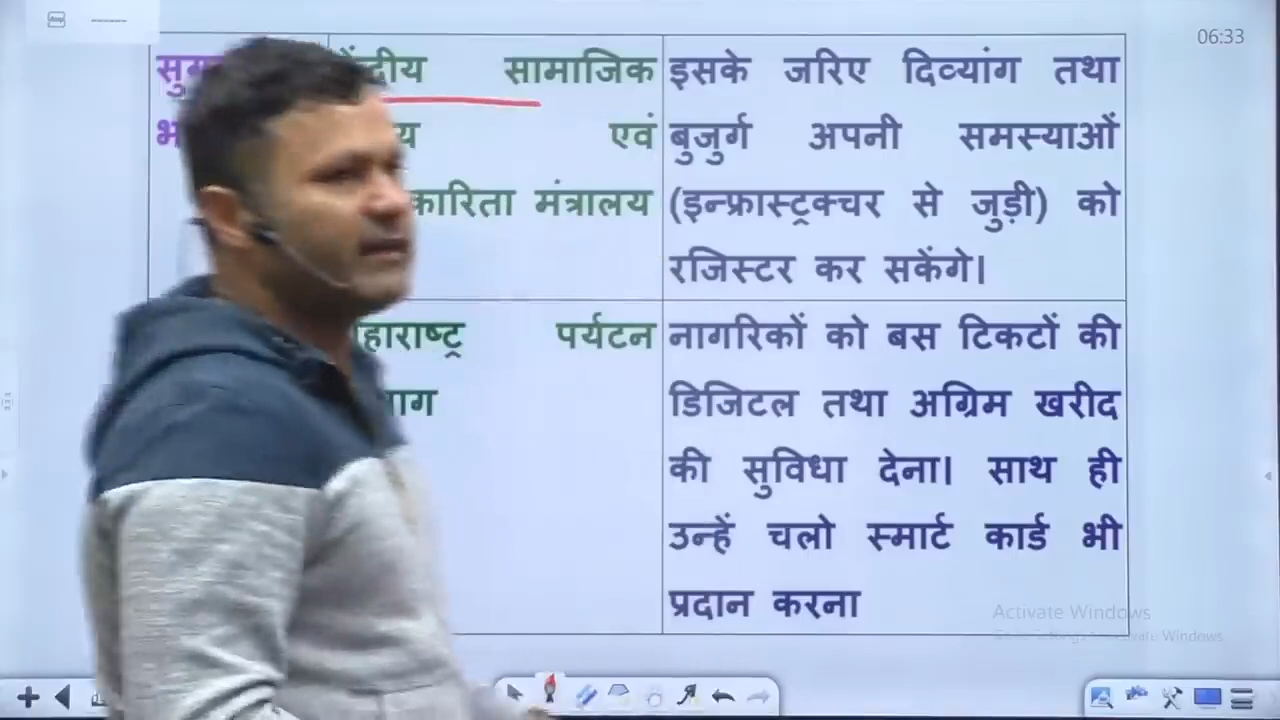 06:33
केंद्रीय सामाजिक
एवं
मंत्रालय
इसके जरिए दिव्यांग तथा
बुजुर्ग अपनी समस्याओं
(इन्फ्रास्ट्रक्चर से जुड़ी) को
रजिस्टर कर सकेंगे।
पर्यटन
नागरिकों को बस टिकटों की
डिजिटल तथा अग्रिम खरीद
की सुविधा देना। साथ ही
उन्हें चलो स्मार्ट कार्ड भी
प्रदान करना
Activate Windows